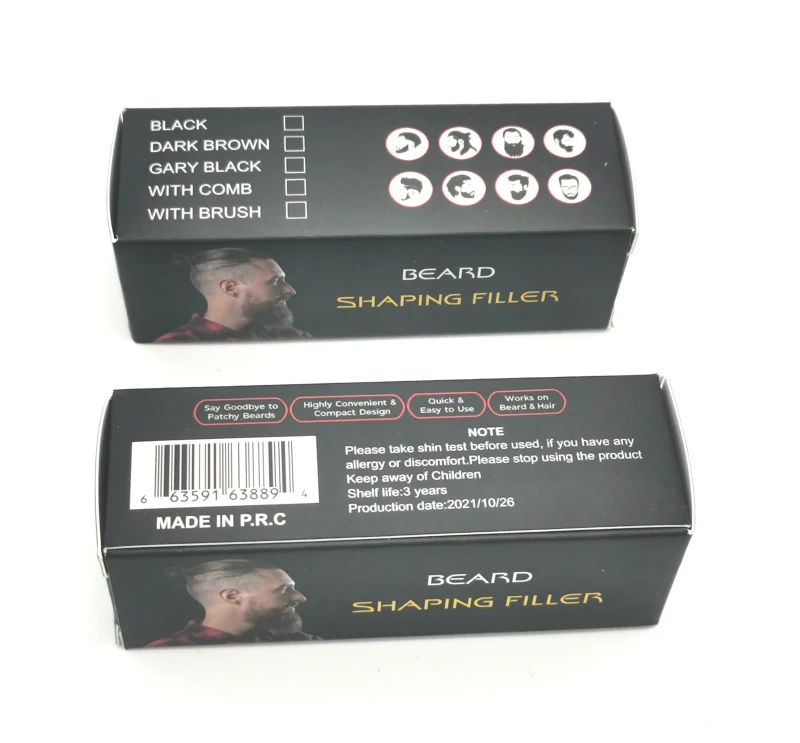 BLACK
DARK BROWN
GARY BLACK
WITH COMB
WITH BRUSH
BEARD
SHAPING FILLER
Say Goodbye to
Patchy Beards
Highly Convenient &
Compact Design
Quick &
Easy to Use
Works on
Beard & Hair
NOTE
Please take shin test before used, if you have any
allergy or discomfort.Please stop using the product
Keep away of Children
Shelf life:3 years
Production date:2021/10/26
6 63591 63889 4
MADE IN P.R.C
BEARD
SHAPING FILLER